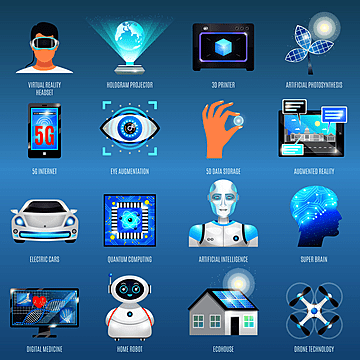 VIRTUAL REALITY
HEADSET
HOLOGRAM PROJECTOR
3D PRINTER
ARTIFICIAL PHOTOSYNTHESIS
5G
5G INTERNET
EYE AUGMENTATION
5D DATA STORAGE
AUGMENTED REALITY
ELECTRIC CARS
QUANTUM COMPUTING
ARTIFICIAL INTELLIGENCE
SUPER BRAIN
DIGITAL MEDICINE
HOME ROBOT
ECOHOUSE
DRONE TECHNOLOGY